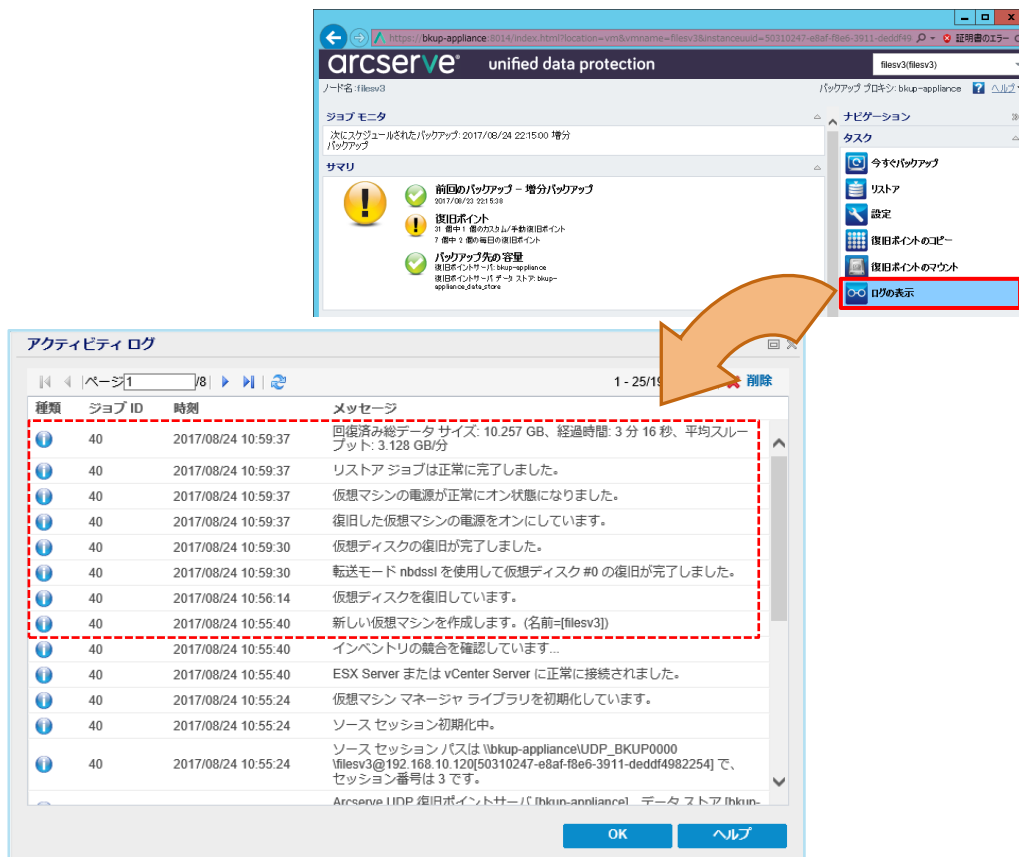 https://bkup-appliance:8014/index.html?location=vm&vmname=filesv3&instanceuuid=50310247-e8af-f8e6-3911-deddf49
証明書のエラー
arcserve® unified data protection
filesv3(filesv3)
ノード名:filesv3
バックアップ プロキシ: bkup-appliance
ヘルプ
ジョブ モニタ
次にスケジュールされたバックアップ: 2017/08/24 22:15:00 増分
バックアップ
サマリ
前回のバックアップ - 増分バックアップ
2017/08/23 22:15:38
復旧ポイント
31 個中 1 個のカスタム/手動復旧ポイント
7 個中 2 個の毎日の復旧ポイント
バックアップ先の容量
復旧ポイントサーバ: bkup-appliance
復旧ポイントサーバ データ ストア: bkup-
appliance_data_store
ナビゲーション
タスク
今すぐバックアップ
リストア
設定
復旧ポイントのコピー
復旧ポイントのマウント
ログの表示
アクティビティ ログ
ページ 1 /8
1 - 25/19
削除
種類 ジョブ ID 時刻 メッセージ
40 2017/08/24 10:59:37 回復済み総データ サイズ: 10.257 GB、経過時間: 3 分 16 秒、平均スルー
プット: 3.128 GB/分
40 2017/08/24 10:59:37 リストア ジョブは正常に完了しました。
40 2017/08/24 10:59:37 仮想マシンの電源が正常にオン状態になりました。
40 2017/08/24 10:59:37 復旧した仮想マシンの電源をオンにしています。
40 2017/08/24 10:59:30 仮想ディスクの復旧が完了しました。
40 2017/08/24 10:59:30 転送モード nbdssl を使用して仮想ディスク #0 の復旧が完了しました。
40 2017/08/24 10:56:14 仮想ディスクを復旧しています。
40 2017/08/24 10:55:40 新しい仮想マシンを作成します。(名前=[filesv3])
40 2017/08/24 10:55:40 インベントリの競合を確認しています...
40 2017/08/24 10:55:40 ESX Server または vCenter Server に正常に接続されました。
40 2017/08/24 10:55:24 仮想マシン マネージャ ライブラリを初期化しています。
40 2017/08/24 10:55:24 ソース セッション初期化中。
40 2017/08/24 10:55:24 ソース セッション パスは \\bkup-appliance\UDP_BKUP0000
\filesv3@192.168.10.120[50310247-e8af-f8e6-3911-deddf4982254] で、
セッション番号は 3 です。
Arcserve UDP 復旧ポイントサーバ [bkup-appliance]、データ ストア [bkup-
OK
ヘルプ